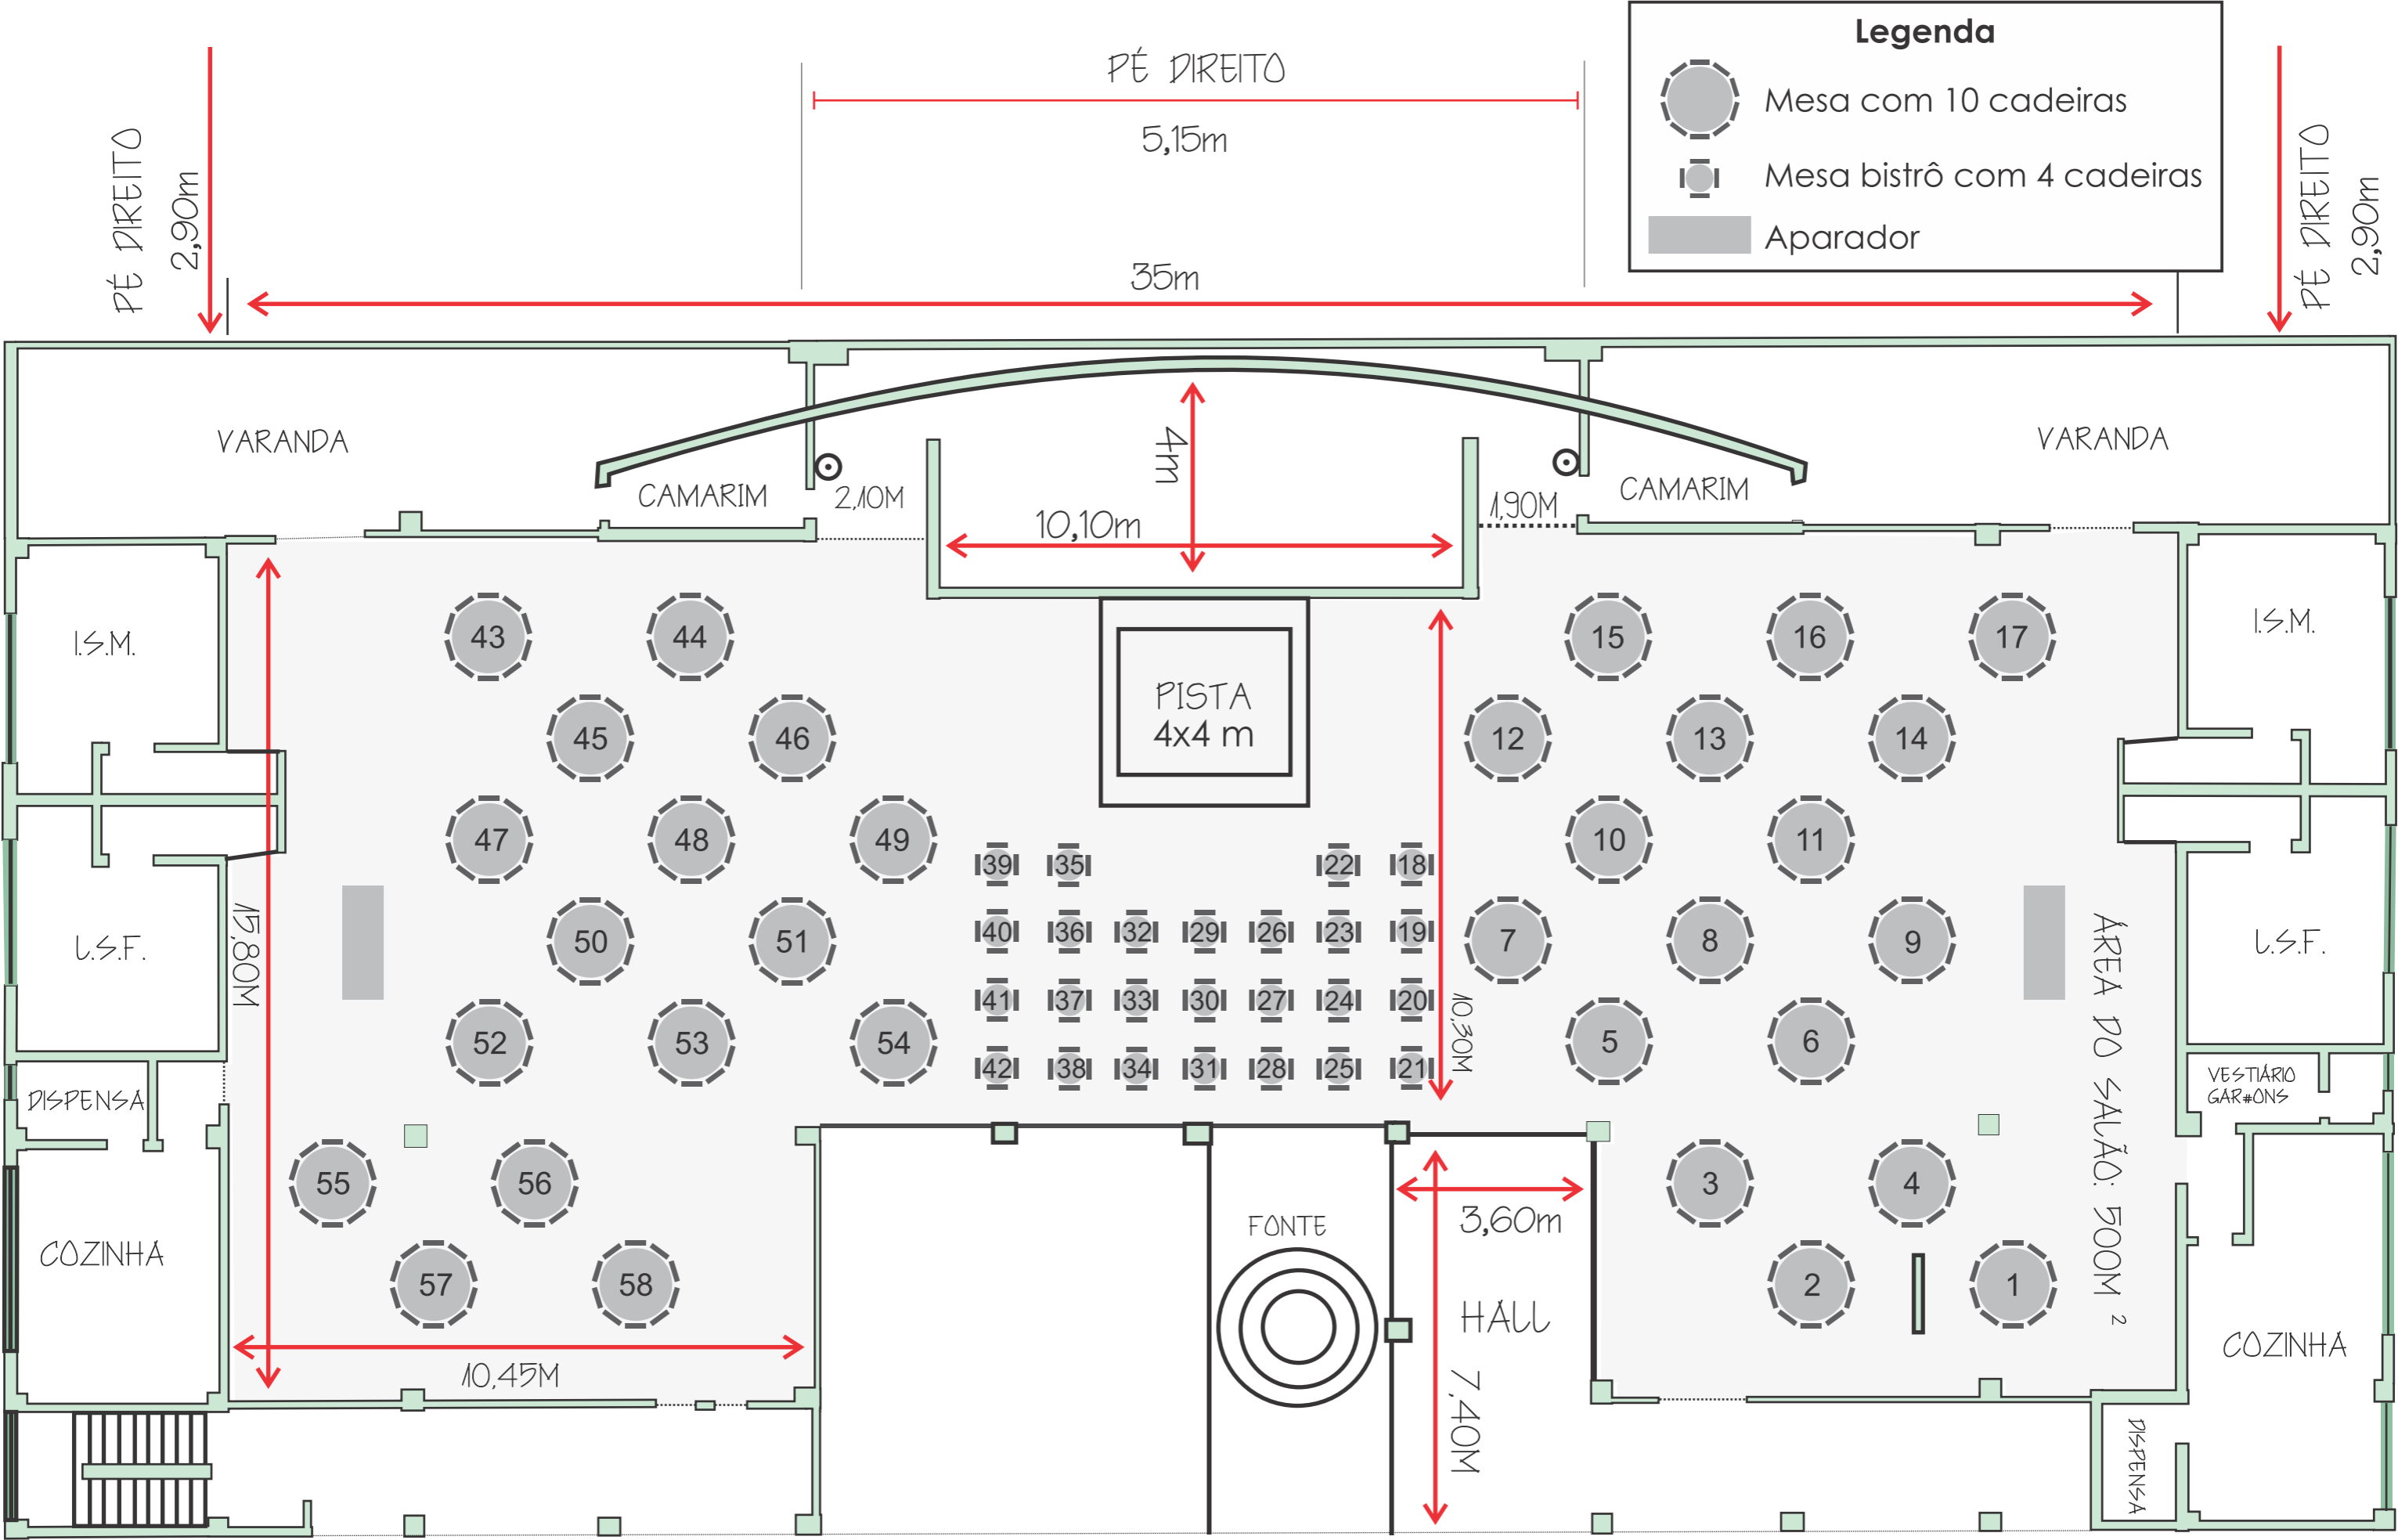 Legenda
Mesa com 10 cadeiras
Mesa bistrô com 4 cadeiras
Aparador
PÉ DIREITO
5,15m
35m
PÉ DIREITO
2,90m
PÉ DIREITO
2,90m
VARANDA
CAMARIM
2,10M
4m
10,10m
1,90M
CAMARIM
VARANDA
I.S.M.
43
44
15
16
17
I.S.M.
PISTA
4x4 m
45
46
12
13
14
47
48
49
10
11
39
35
22
18
15,80M
I.S.F.
50
51
40
36
32
29
26
23
19
7
8
9
I.S.F.
41
37
33
30
27
24
20
10,30M
52
53
54
42
38
34
31
28
25
21
5
6
ÁREA DO SALÃO: 500M 2
DISPENSA
VESTIÁRIO
GAR#ONS
55
56
3
4
3,60m
FONTE
COZINHA
57
58
HALL
2
1
COZINHA
10,45M
7,40M
DISPENSA